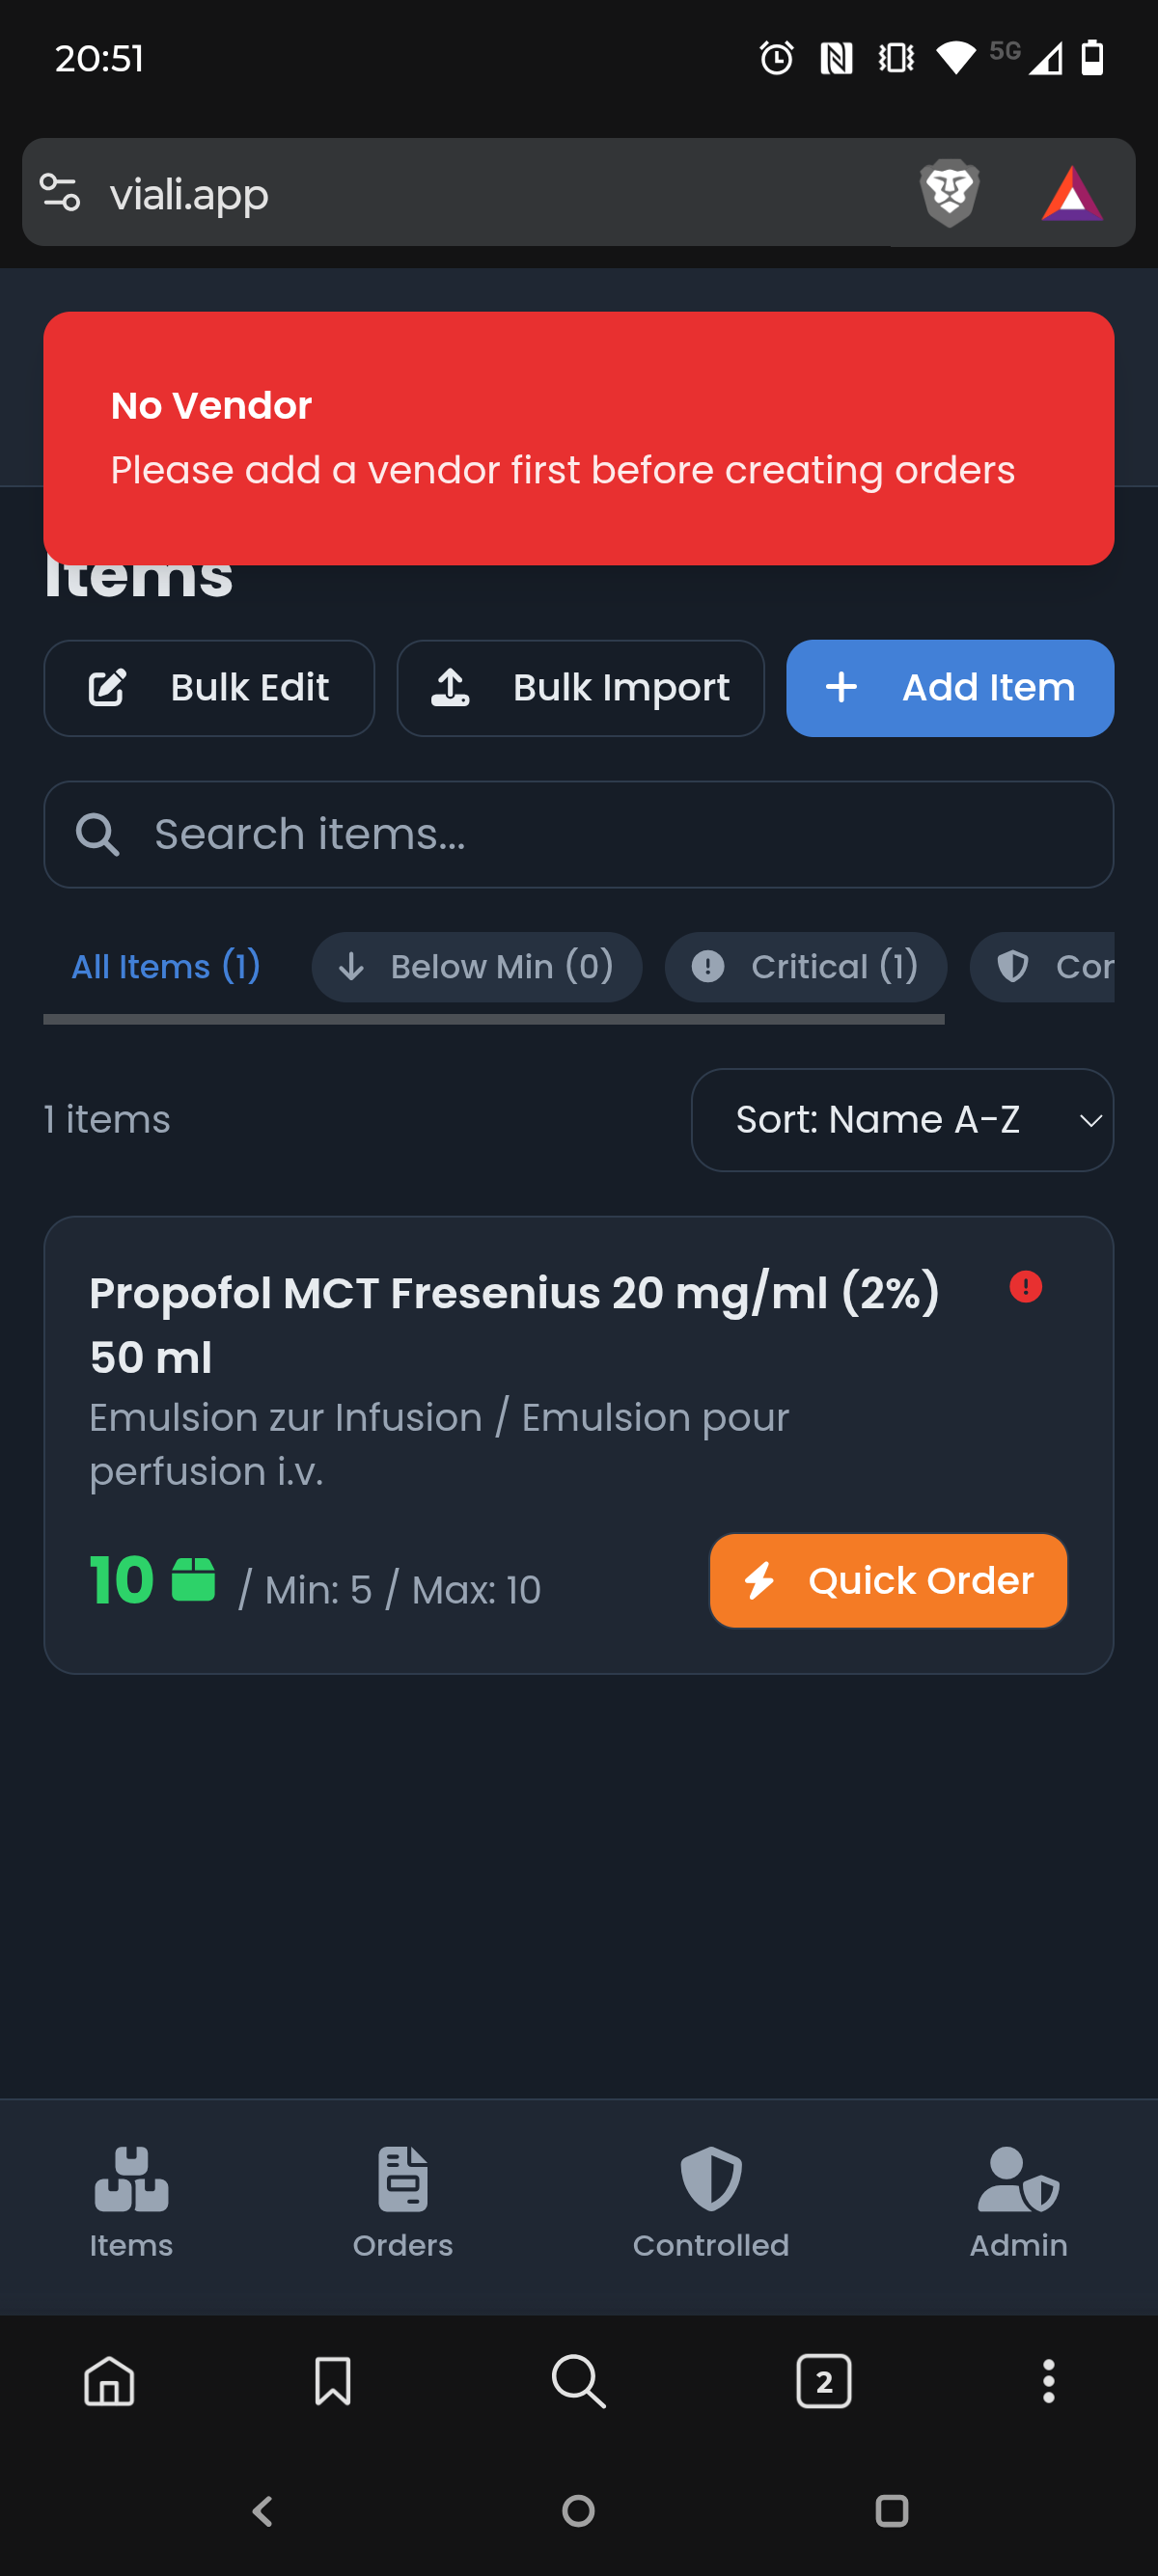 20:51
5G
viali.app
No Vendor
Please add a vendor first before creating orders
Items
Bulk Edit
Bulk Import
Add Item
Search items...
All Items (1)
Below Min (0)
Critical (1)
Cor
1 items
Sort: Name A-Z
Propofol MCT Fresenius 20 mg/ml (2%)
50 ml
Emulsion zur Infusion / Emulsion pour
perfusion i.v.
10 / Min: 5 / Max: 10
Quick Order
Items
Orders
Controlled
Admin
2